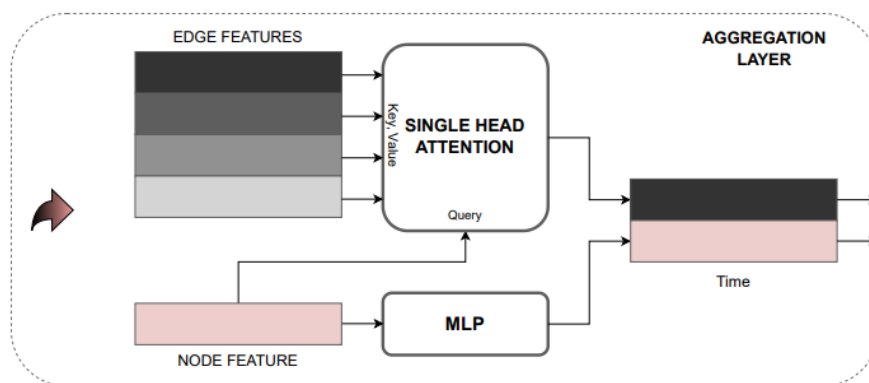 EDGE FEATURES
AGGREGATION
LAYER
Key, Value
SINGLE HEAD
ATTENTION
Query
Time
MLP
NODE FEATURE